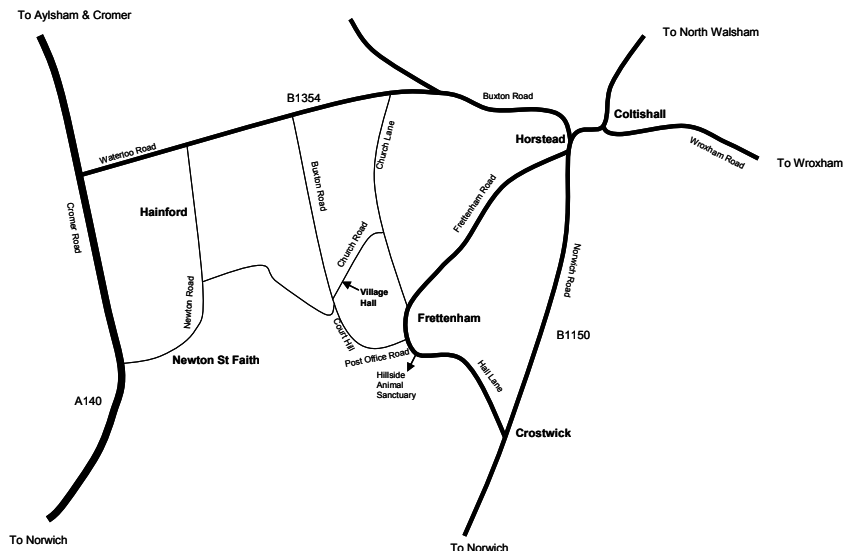 To Aylsham & Cromer
To North Walsham
B1354
Buxton Road
Coltishall
Horstead
Waterloo Road
Church Lane
Wroxham Road
To Wroxham
Buxton Road
Frettenham Road
Hainford
Cromer Road
Church Road
Norwich Road
Newton Road
Village
Hall
Frettenham
Court Hill
B1150
Newton St Faith
Post Office Road
Hall Lane
Hillside
Animal
Sanctuary
A140
Crostwick
To Norwich
To Norwich